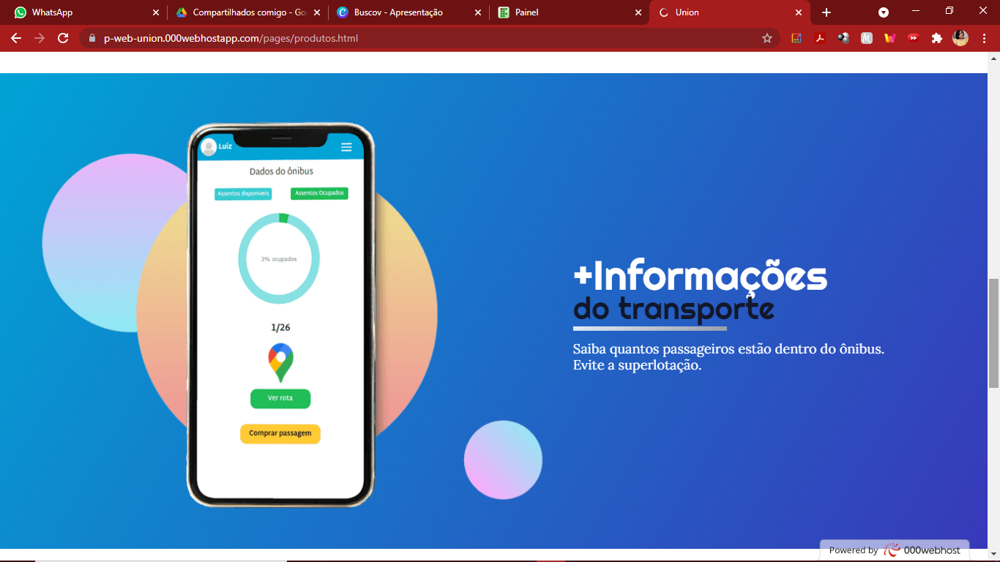 WhatsApp
Compartilhados comigo - Go
Buscov - Apresentação
Painel
Union
p-web-union.000webhostapp.com/pages/produtos.html
Luíz
Dados do ônibus
Assentos disponíveis
Assentos Ocupados
3% ocupados
1/26
Ver rota
Comprar passagem
+Informações
do transporte
Saiba quantos passageiros estão dentro do ônibus.
Evite a superlotação.
Powered by 000webhost